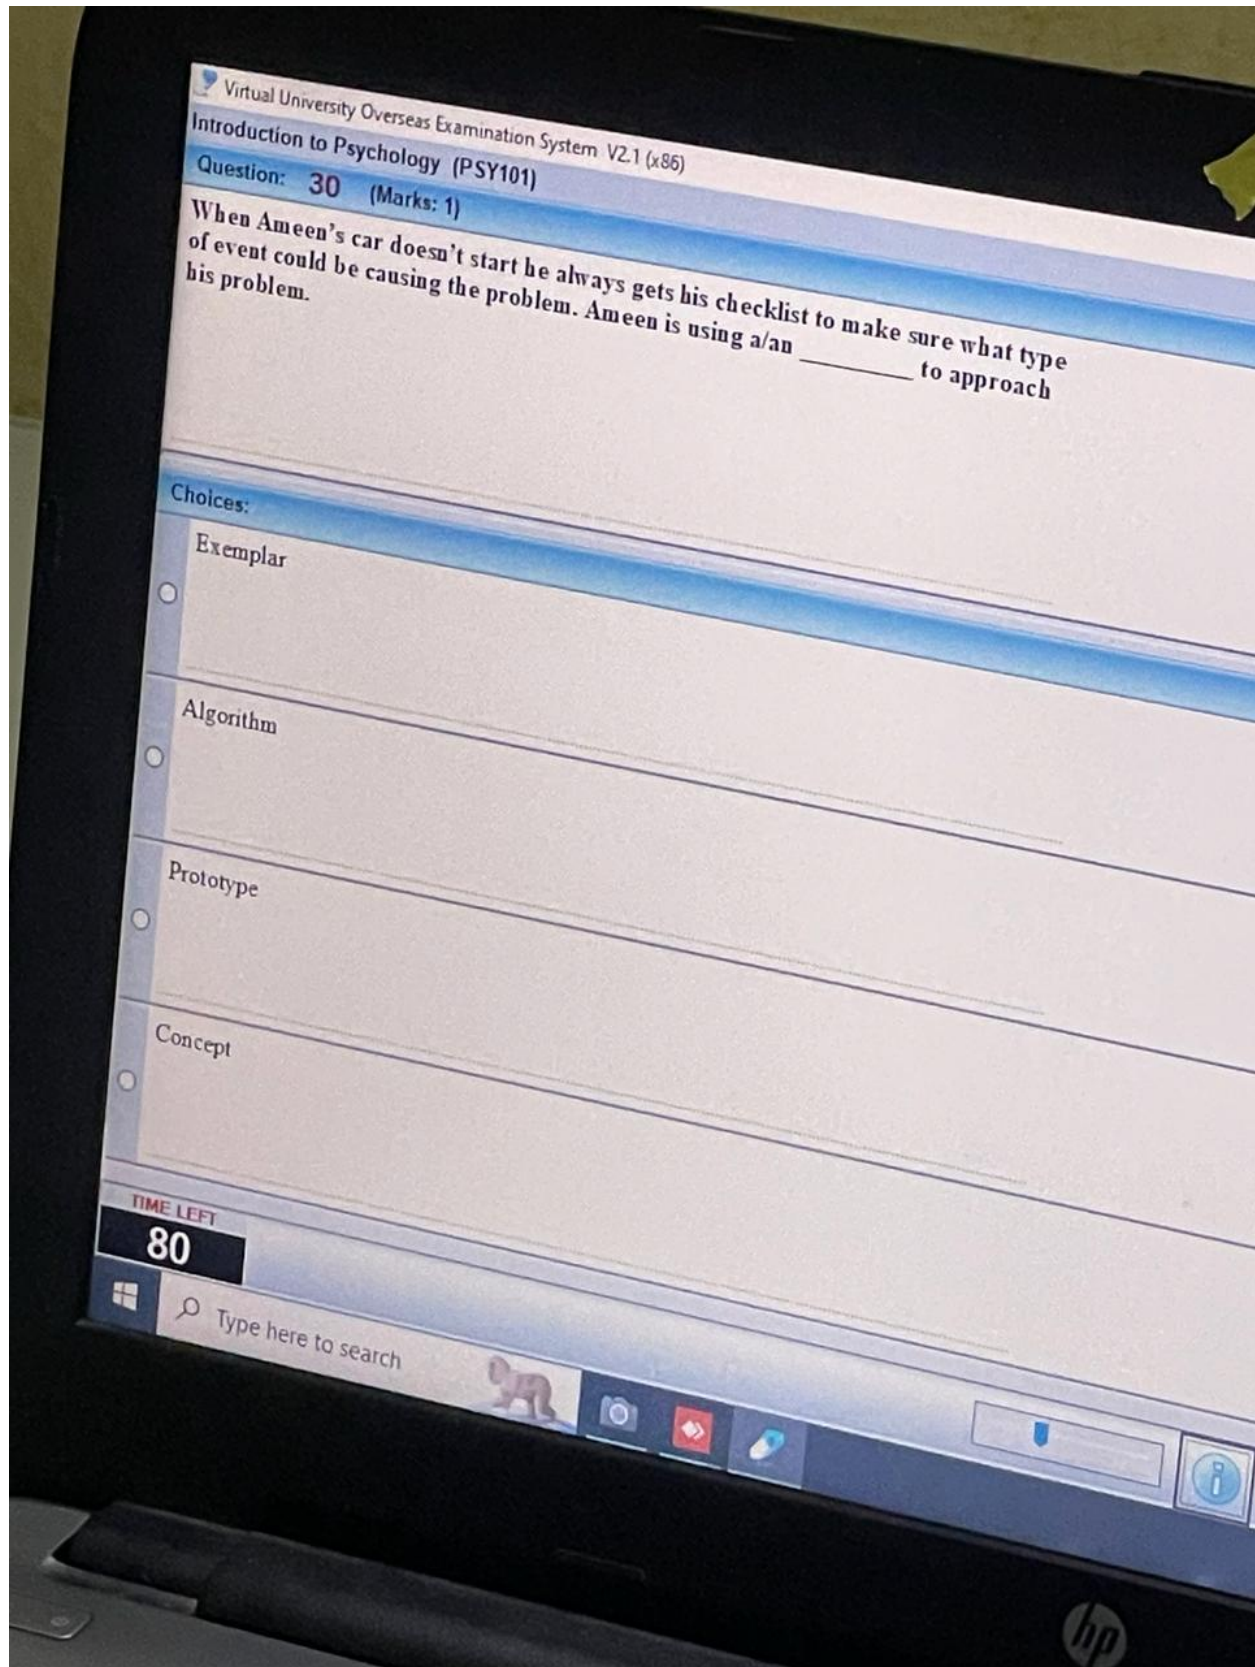 Virtual University Overseas Examination System V2.1 (x86)
Introduction to Psychology (PSY101)
Question: 30 (Marks: 1)
When Ameen's car doesn't start he always gets his checklist to make sure what type
of event could be causing the problem. Ameen is using a/an ________ to approach
his problem.
Choices:
Exemplar
Algorithm
Prototype
Concept
TIME LEFT
80
Type here to search
hp